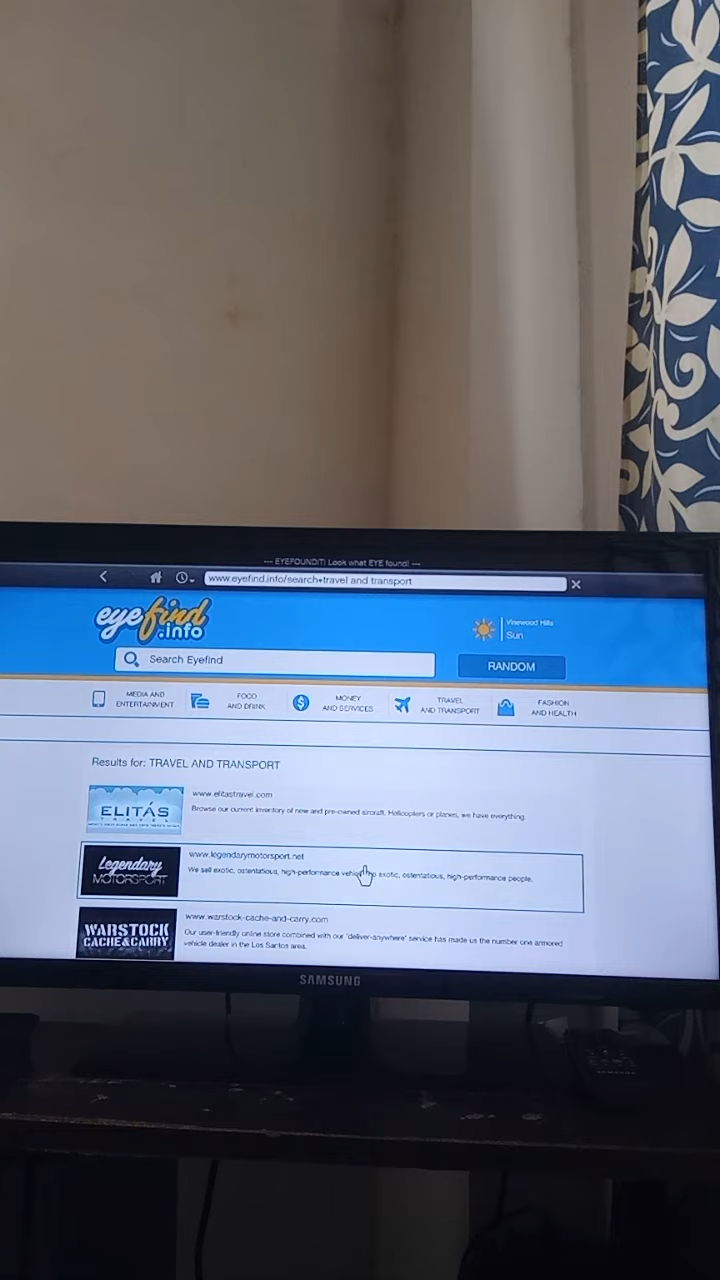 --- EYEFOUNDIT! Look what EYE found! ---
www.eyefind.info/search+travel and transport
eyefind
.info
Vinewood Hills
Sun
Search Eyefind
RANDOM
MEDIA AND
ENTERTAINMENT
FOOD
AND DRINK
MONEY
AND SERVICES
TRAVEL
AND TRANSPORT
FASHION
AND HEALTH
Results for: TRAVEL AND TRANSPORT
ELITÁS
TRAVEL
www.elitastravel.com
Browse our current inventory of new and pre-owned aircraft. Helicopters or planes, we have everything.
Legendary
MOTORSPORT
www.legendarymotorsport.net
We sell exotic, ostentatious, high-performance exotic, ostentatious, high-performance people.
WARSTOCK
CACHE&CARRY
www.warstock-cache-and-carry.com
Our user-friendly online store combined with our 'deliver-anywhere' service has made us the number one armored
vehicle dealer in the Los Santos area.
SAMSUNG
SAMSUNG